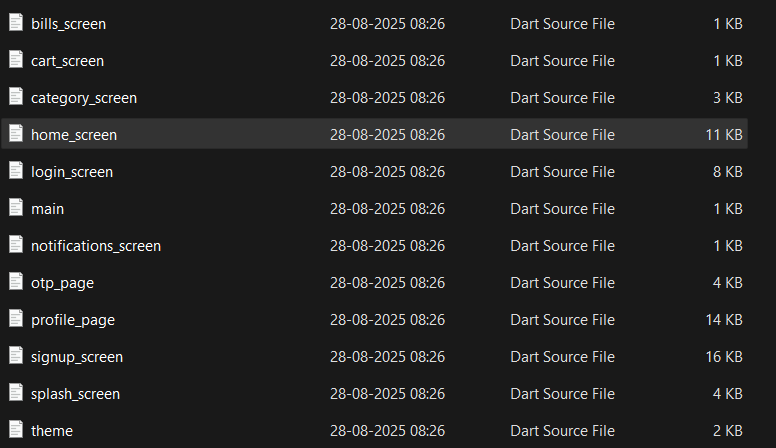 bills_screen 28-08-2025 08:26 Dart Source File 1 KB
cart_screen 28-08-2025 08:26 Dart Source File 1 KB
category_screen 28-08-2025 08:26 Dart Source File 3 KB
home_screen 28-08-2025 08:26 Dart Source File 11 KB
login_screen 28-08-2025 08:26 Dart Source File 8 KB
main 28-08-2025 08:26 Dart Source File 1 KB
notifications_screen 28-08-2025 08:26 Dart Source File 1 KB
otp_page 28-08-2025 08:26 Dart Source File 4 KB
profile_page 28-08-2025 08:26 Dart Source File 14 KB
signup_screen 28-08-2025 08:26 Dart Source File 16 KB
splash_screen 28-08-2025 08:26 Dart Source File 4 KB
theme 28-08-2025 08:26 Dart Source File 2 KB